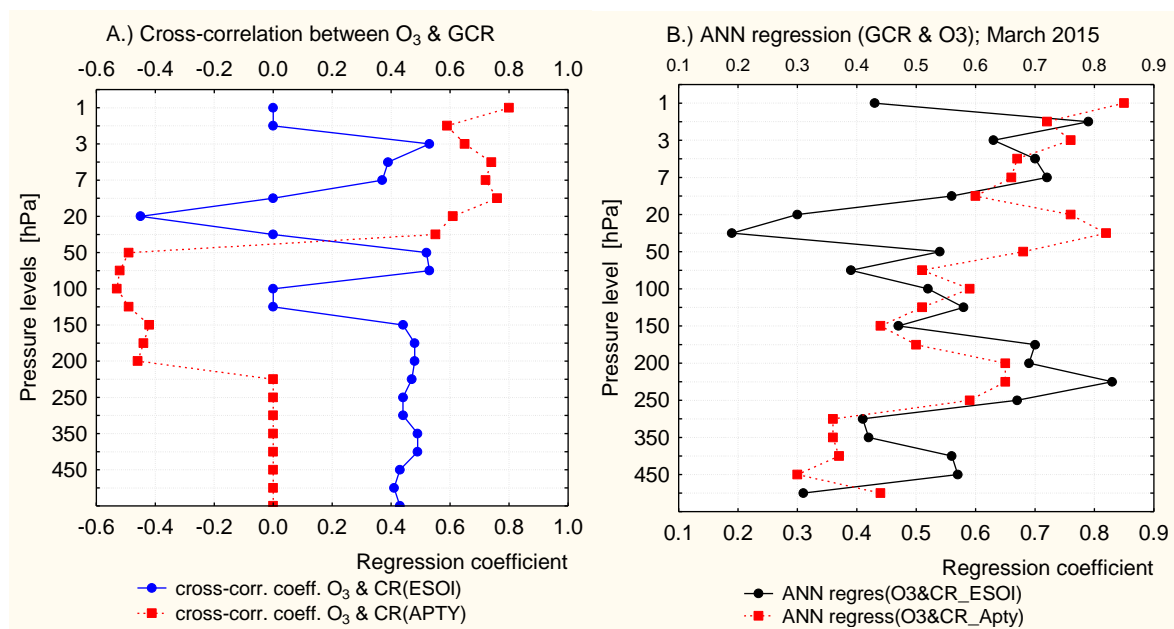 A.) Cross-correlation between O3 & GCR
-0.6 -0.4 -0.2 0.0 0.2 0.4 0.6 0.8 1.0
Pressure levels [hPa]
1
3
7
20
50
100
150
200
250
350
450
-0.6 -0.4 -0.2 0.0 0.2 0.4 0.6 0.8 1.0
Regression coefficient
cross-corr. coeff. O3 & CR(ESOI)
cross-corr. coeff. O3 & CR(APTY)
B.) ANN regression (GCR & O3); March 2015
0.1 0.2 0.3 0.4 0.5 0.6 0.7 0.8 0.9
Pressure level [hPa]
1
3
7
20
50
100
150
200
250
350
450
0.1 0.2 0.3 0.4 0.5 0.6 0.7 0.8 0.9
Regression coefficient
ANN regres(O3&CR_ESOI)
ANN regress(O3&CR_Apty)